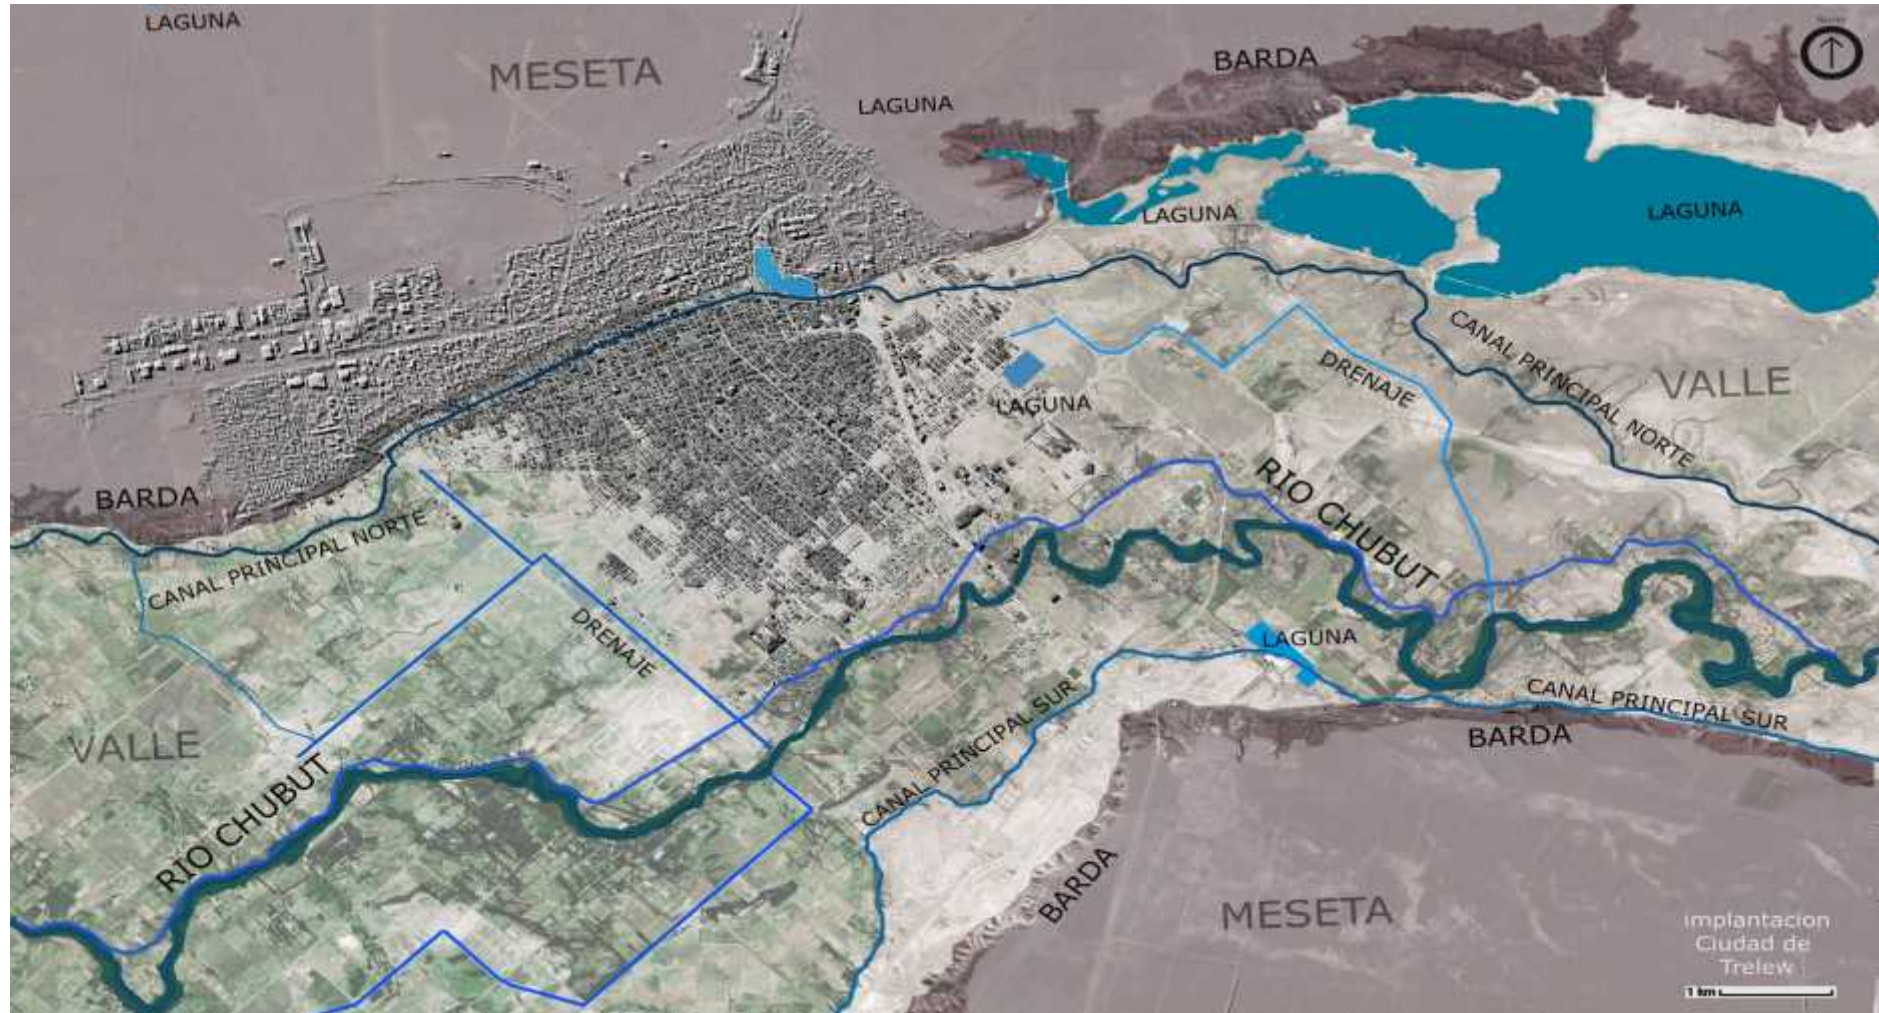 LAGUNA
MESETA
BARDA
LAGUNA
LAGUNA
LAGUNA
CANAL PRINCIPAL NORTE
DRENAJE
VALLE
LAGUNA
RIO CHUBUT
BARDA
CANAL PRINCIPAL NORTE
DRENAJE
LAGUNA
CANAL PRINCIPAL SUR
CANAL PRINCIPAL SUR
BARDA
VALLE
RIO CHUBUT
BARDA
MESETA
implantacion
Ciudad de
Trelew
1 km